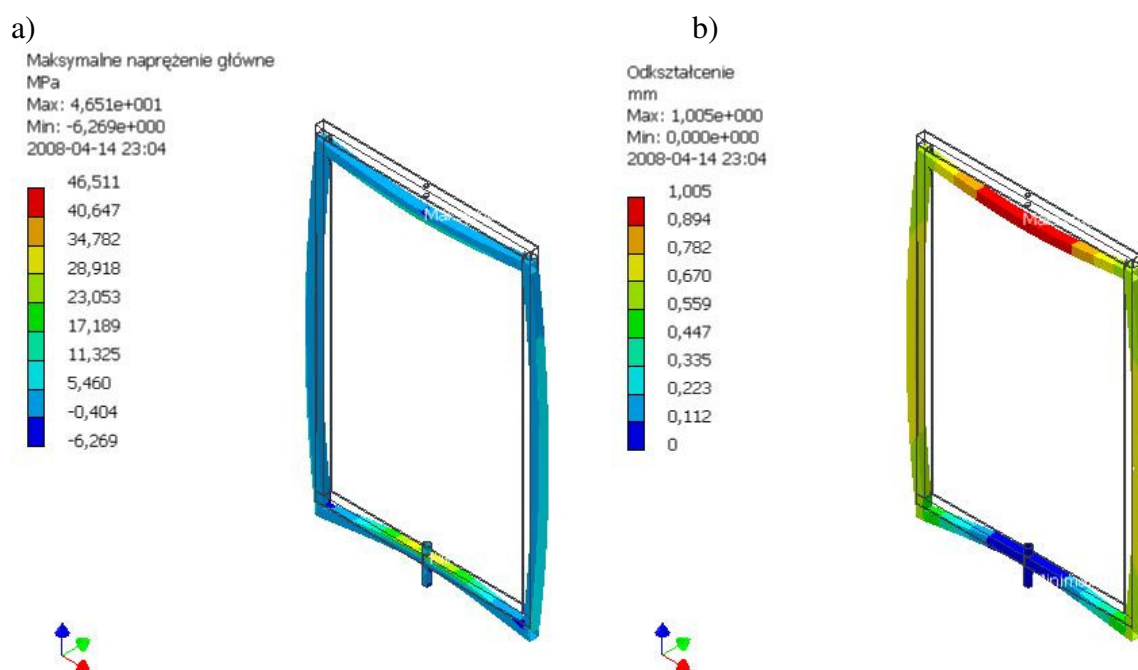 a)
Maksymalne naprężenie główne
MPa
Max: 4,651e+001
Min: -6,269e+000
2008-04-14 23:04
46,511
40,647
34,782
28,918
23,053
17,189
11,325
5,460
-0,404
-6,269
b)
Odkształcenie
mm
Max: 1,005e+000
Min: 0,000e+000
2008-04-14 23:04
1,005
0,894
0,782
0,670
0,559
0,447
0,335
0,223
0,112
0